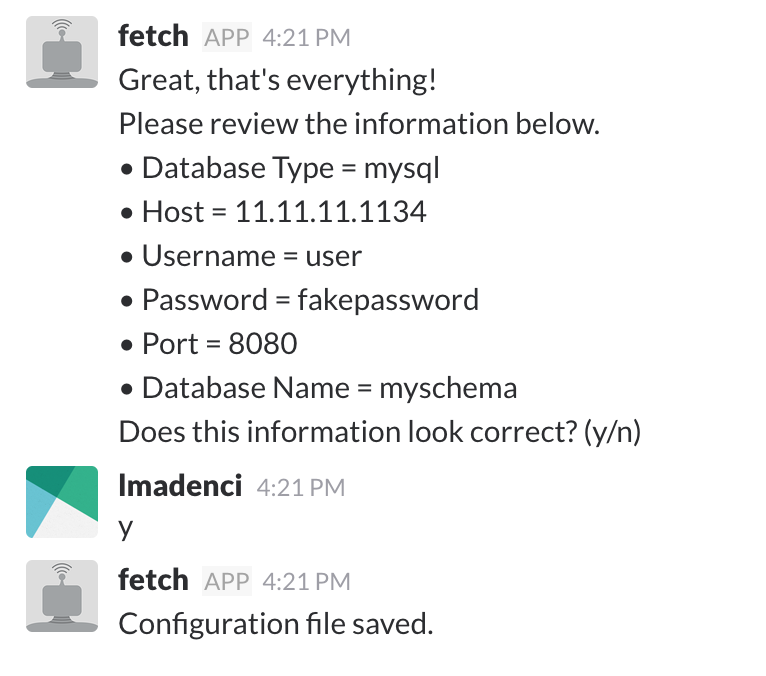 fetch APP 4:21 PM
Great, that's everything!
Please review the information below.
• Database Type = mysql
• Host = 11.11.11.1134
• Username = user
• Password = fakepassword
• Port = 8080
• Database Name = myschema
Does this information look correct? (y/n)
lmadenci 4:21 PM
y
fetch APP 4:21 PM
Configuration file saved.